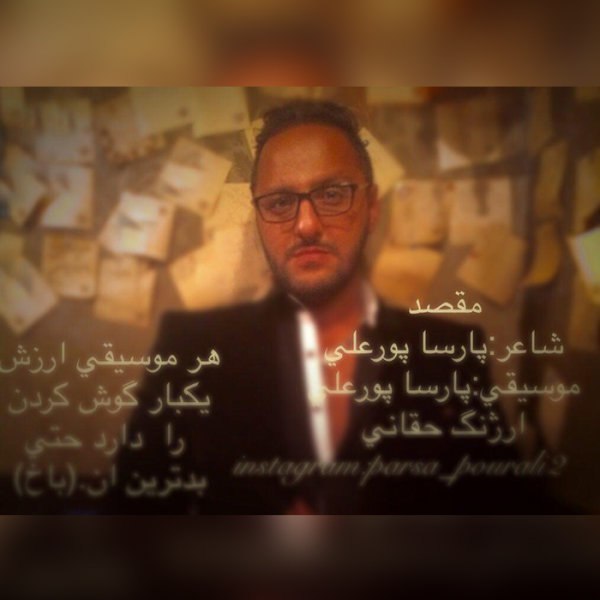 مقصد
شاعر:پارسا پورعلي
موسيقي:پارسا پورعلي
ارژنگ حقاني
instagram:parsa_pourali2
هر موسيقي ارزش
يكبار گوش كردن
را دارد حتي
بدترين ان.(باخ)